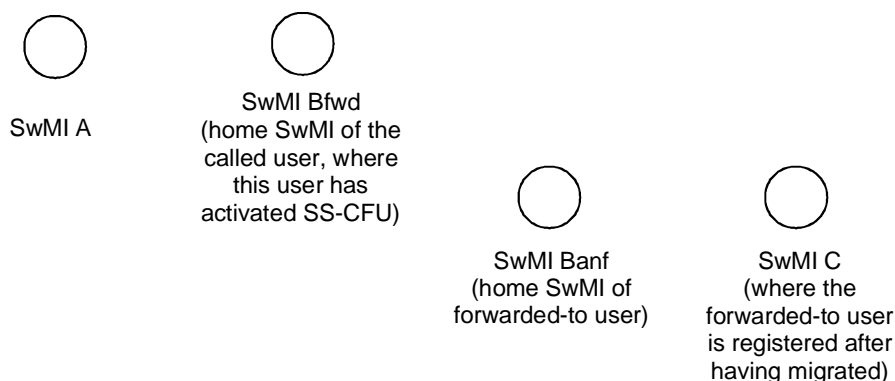 SwMI A
SwMI Bfwd
(home SwMI of the
called user, where
this user has
activated SS-CFU)
SwMI Banf
(home SwMI of
forwarded-to user)
SwMI C
(where the
forwarded-to user
is registered after
having migrated)